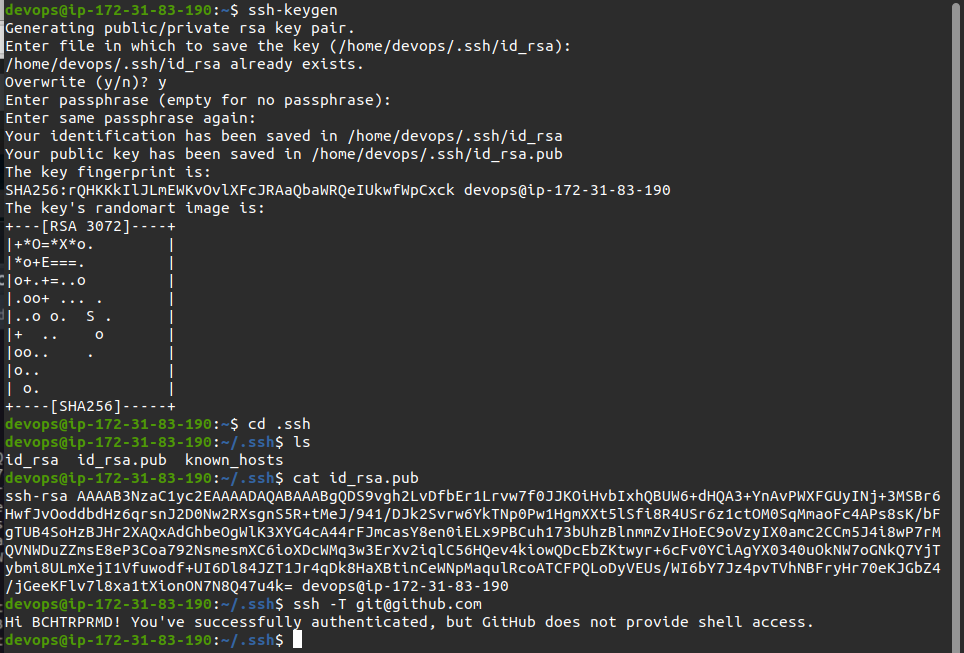 devops@ip-172-31-83-190:~$ ssh-keygen
Generating public/private rsa key pair.
Enter file in which to save the key (/home/devops/.ssh/id_rsa):
/home/devops/.ssh/id_rsa already exists.
Overwrite (y/n)? y
Enter passphrase (empty for no passphrase):
Enter same passphrase again:
Your identification has been saved in /home/devops/.ssh/id_rsa
Your public key has been saved in /home/devops/.ssh/id_rsa.pub
The key fingerprint is:
SHA256:rQHKKkIlJLmEWKvOvlXFcJRAaQbaWRQeIUkwfWpCxck devops@ip-172-31-83-190
The key's randomart image is:
+---[RSA 3072]----+
|+*O=*X*o.        |
|*o+E===.         |
|o+.+=..o         |
|.oo+ ... .       |
|..o o.  S .      |
|+  ..    o       |
|oo..    .        |
|o..              |
| o.              |
+----[SHA256]-----+
devops@ip-172-31-83-190:~$ cd .ssh
devops@ip-172-31-83-190:~/.ssh$ ls
id_rsa  id_rsa.pub  known_hosts
devops@ip-172-31-83-190:~/.ssh$ cat id_rsa.pub
ssh-rsa AAAAB3NzaC1yc2EAAAADAQABAAABgQDS9vgh2LvDfbEr1Lrvw7f0JJKOiHvbIxhQBUW6+dHQA3+YnAvPWXFGUyINj+3MSBr6
HwfJvOoddbdHz6qrsnJ2D0Nw2RXsgnS5R+tMeJ/941/DJk2Svrw6YkTNp0Pw1HgmXXt5lSfi8R4USr6z1ctOM0SqMmaoFc4APs8sK/bF
gTUB4SoHzBJHr2XAQxAdGhbeOgWlK3XYG4cA44rFJmcasY8en0iELx9PBCuh173bUhzBlnmmZvIHoEC9oVzyIX0amc2CCm5J4i8wP7rM
QVNWDuZZmsE8eP3Coa792NsmesmXC6ioXDcWMq3w3ErXv2iqlC56HQev4kiowQDcEbZKtwyr+6cFv0YCiAgYX0340uOkNW7oGNkQ7YjT
ybmi8ULmXejI1Vfuwodf+UI6Dl84JZT1Jr4qDk8HaXBtinCeWNpMaqulRcoATCFPQLoDyVEUs/WI6bY7Jz4pvTVhNBFryHr70eKJGbZ4
/jGeeKFlv7l8xa1tXionON7N8Q47u4k= devops@ip-172-31-83-190
devops@ip-172-31-83-190:~/.ssh$ ssh -T git@github.com
Hi BCHTRPRMD! You've successfully authenticated, but GitHub does not provide shell access.
devops@ip-172-31-83-190:~/.ssh$